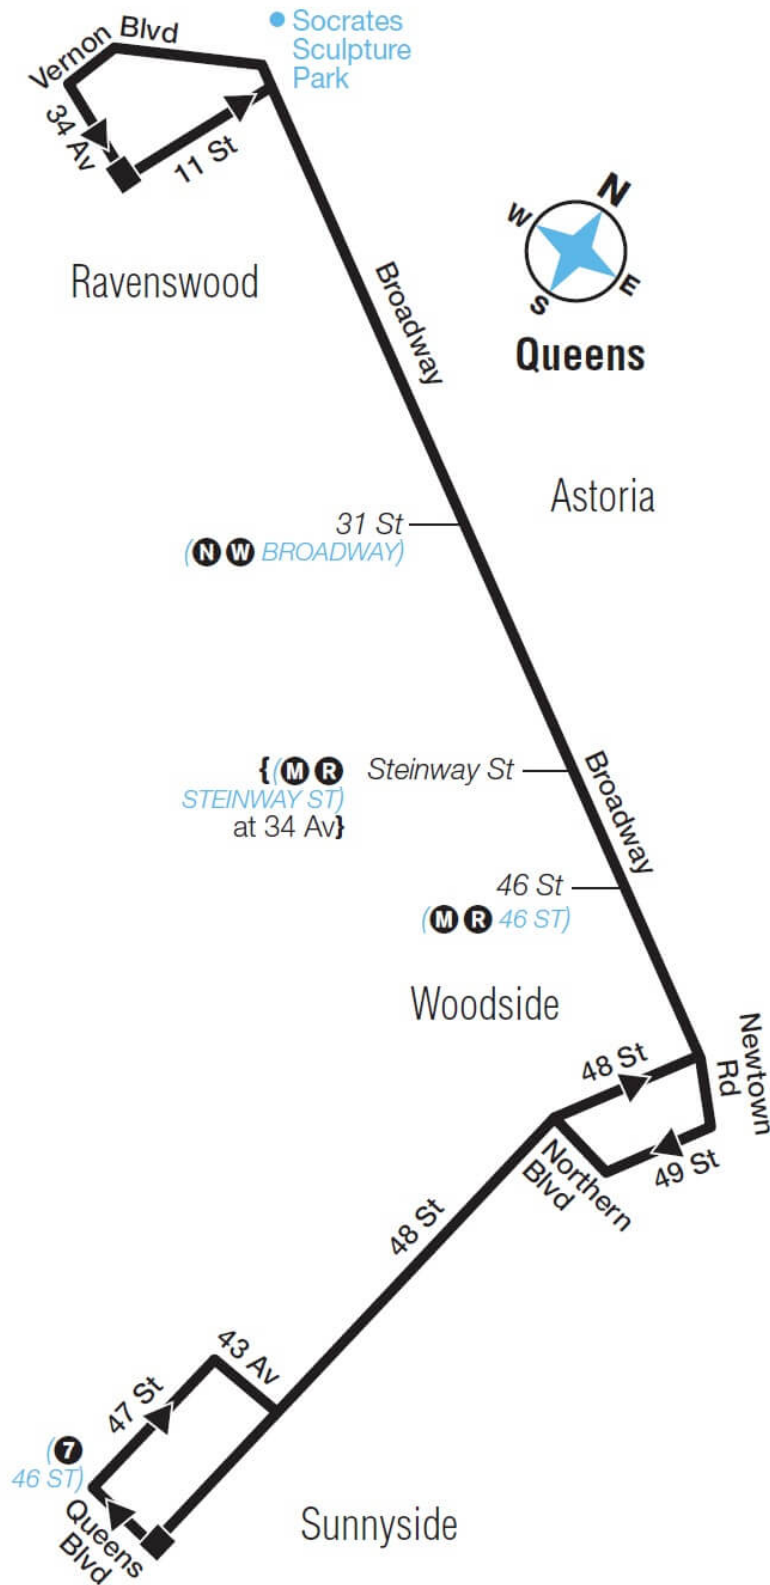 Vernon Blvd
Socrates
Sculpture
Park
34 Av
11 St
N
W
E
S
Queens
Ravenswood
Broadway
Astoria
31 St
(N W BROADWAY)
{(M R
STEINWAY ST)
at 34 Av}
Steinway St
Broadway
46 St
(M R 46 ST)
Woodside
48 St
Newtown
Rd
49 St
Northern
Blvd
48 St
43 Av
47 St
(7
46 ST)
Queens
Blvd
Sunnyside